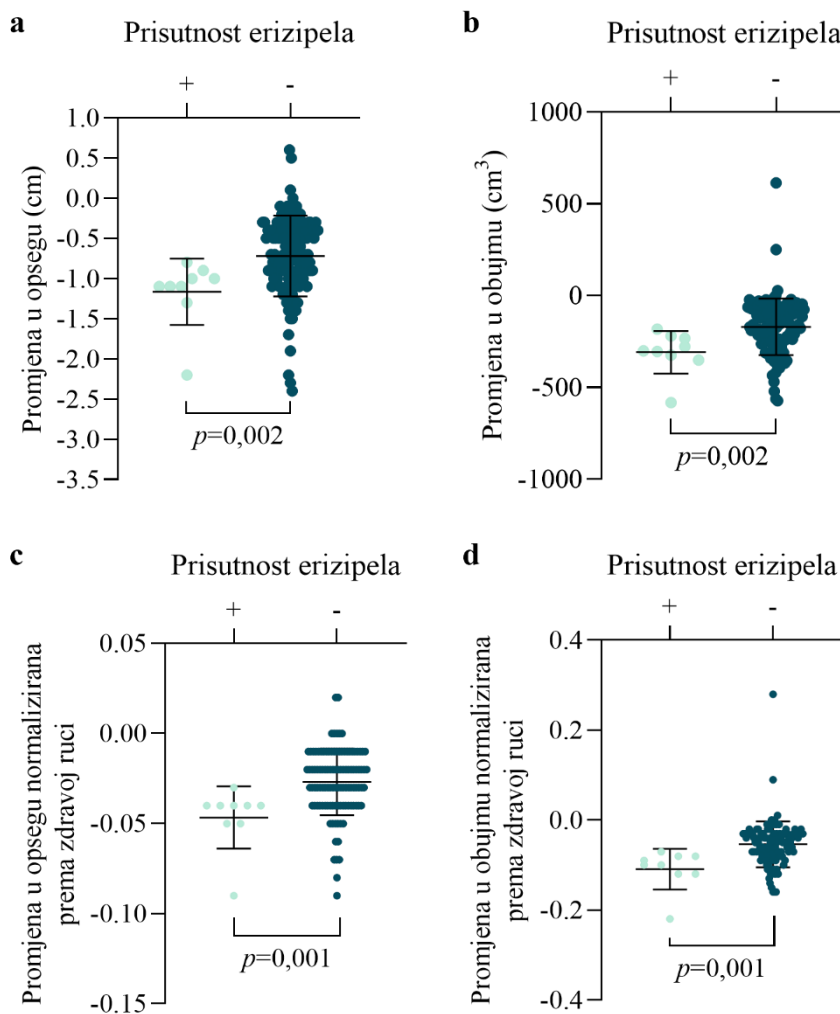 a
Prisutnost erizipela
+ -
Promjena u opsegu (cm)
1.0
0.5
0.0
-0.5
-1.0
-1.5
-2.0
-2.5
-3.0
-3.5
p=0,002
b
Prisutnost erizipela
+ -
Promjena u obujmu (cm³)
1000
500
0
-500
-1000
p=0,002
c
Prisutnost erizipela
+ -
Promjena u opsegu normalizirana
prema zdravoj ruci
0.05
0.00
-0.05
-0.10
-0.15
p=0,001
d
Prisutnost erizipela
+ -
Promjena u obujmu normalizirana
prema zdravoj ruci
0.4
0.2
0.0
-0.2
-0.4
p=0,001